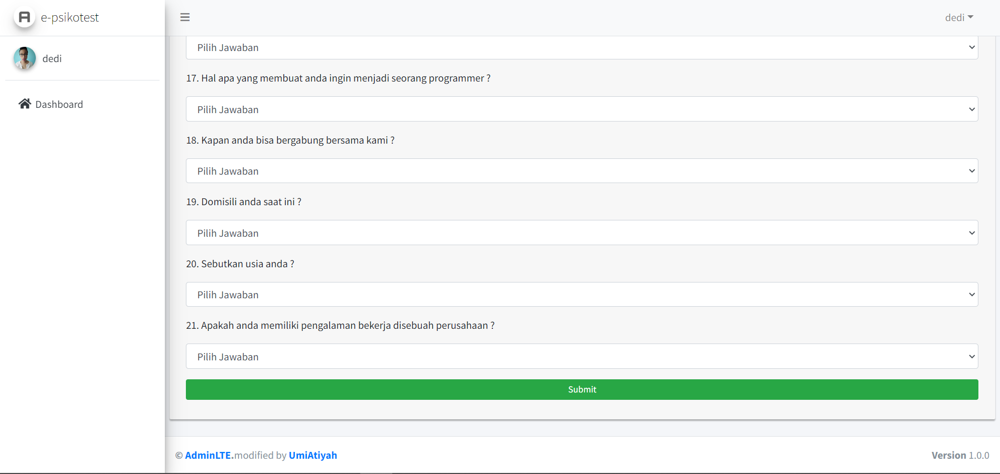 e-psikotest
dedi
dedi
Dashboard
Pilih Jawaban
17. Hal apa yang membuat anda ingin menjadi seorang programmer ?
Pilih Jawaban
18. Kapan anda bisa bergabung bersama kami ?
Pilih Jawaban
19. Domisili anda saat ini ?
Pilih Jawaban
20. Sebutkan usia anda ?
Pilih Jawaban
21. Apakah anda memiliki pengalaman bekerja disebuah perusahaan ?
Pilih Jawaban
Submit
© AdminLTE.modified by UmiAtiyah
Version 1.0.0